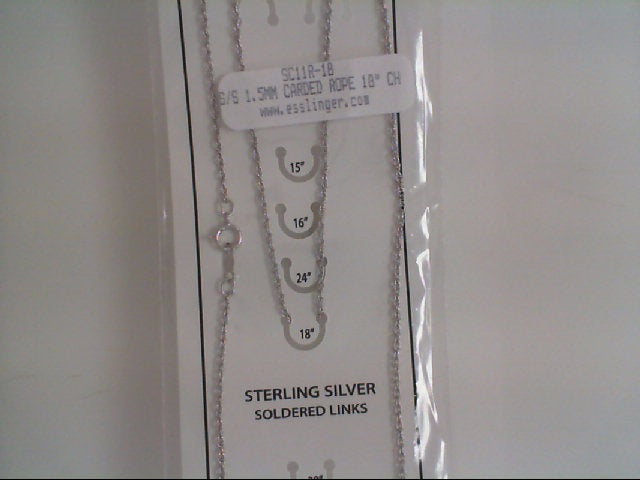 SC11R-18
S/S 1.5MM CARDED ROPE 18" CH
www.esslinger.com
15"
16"
24"
18"
STERLING SILVER
SOLDERED LINKS